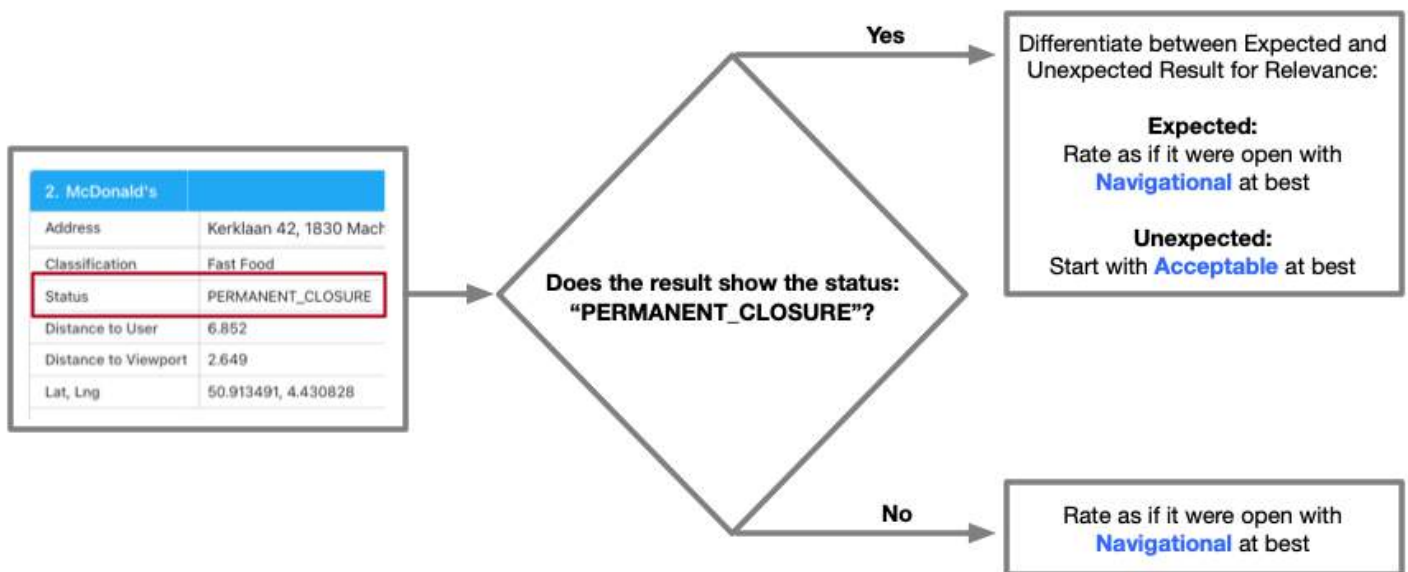 2. McDonald's
Address Kerklaan 42, 1830 Mach
Classification Fast Food
Status PERMANENT_CLOSURE
Distance to User 6.852
Distance to Viewport 2.649
Lat, Lng 50.913491, 4.430828
Does the result show the status:
“PERMANENT_CLOSURE”?
Yes
Differentiate between Expected and
Unexpected Result for Relevance:
Expected:
Rate as if it were open with
Navigational at best
Unexpected:
Start with Acceptable at best
No
Rate as if it were open with
Navigational at best